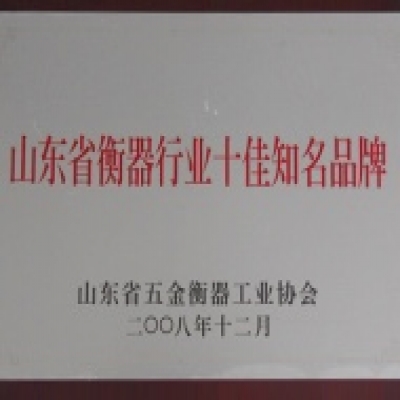 山东省衡器行业十佳知名品牌
山东省五金衡器工业协会
二〇〇八年十二月